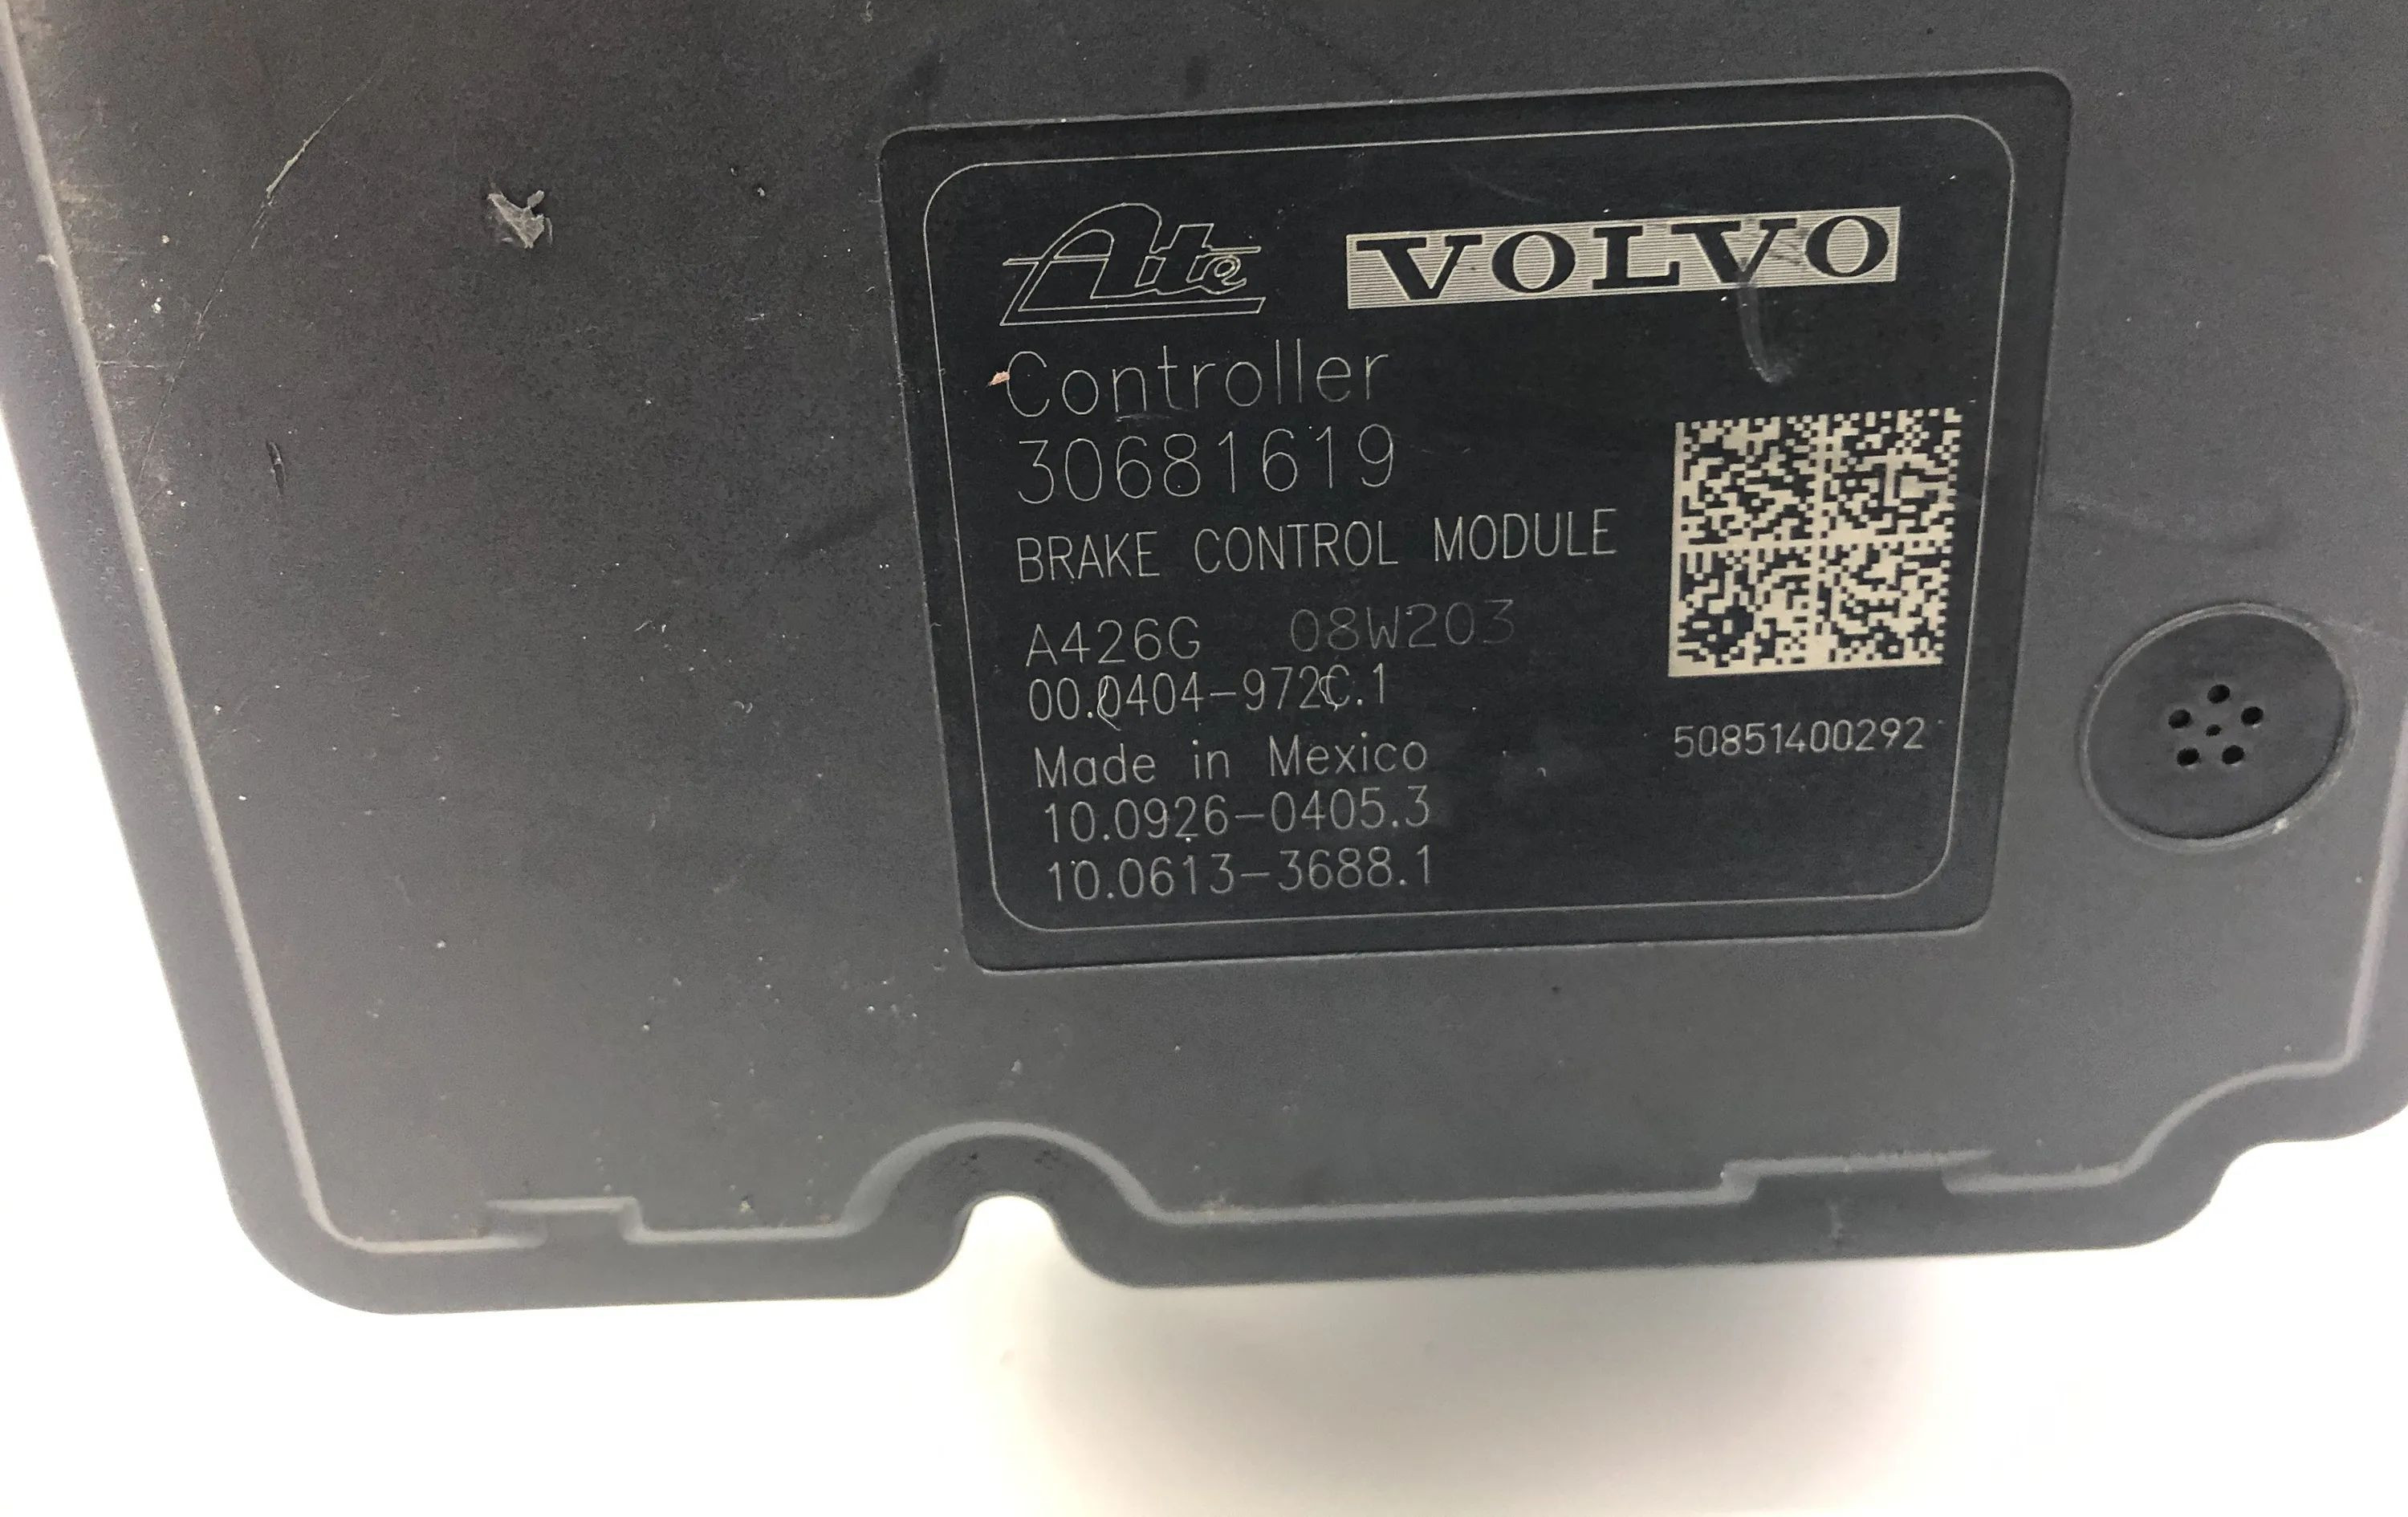 Ate VOLVO
Controller
30681619
BRAKE CONTROL MODULE
A426G 08W203
00.0404-972C.1
Made in Mexico
50851400292
10.0926-0405.3
10.0613-3688.1